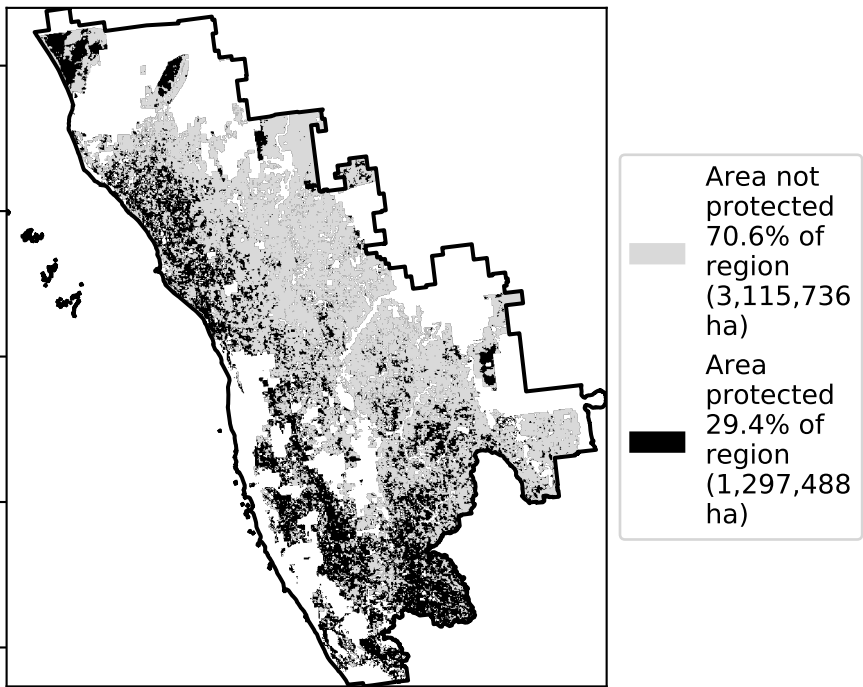 Area not
protected
70.6% of
region
(3,115,736
ha)
Area
protected
29.4% of
region
(1,297,488
ha)